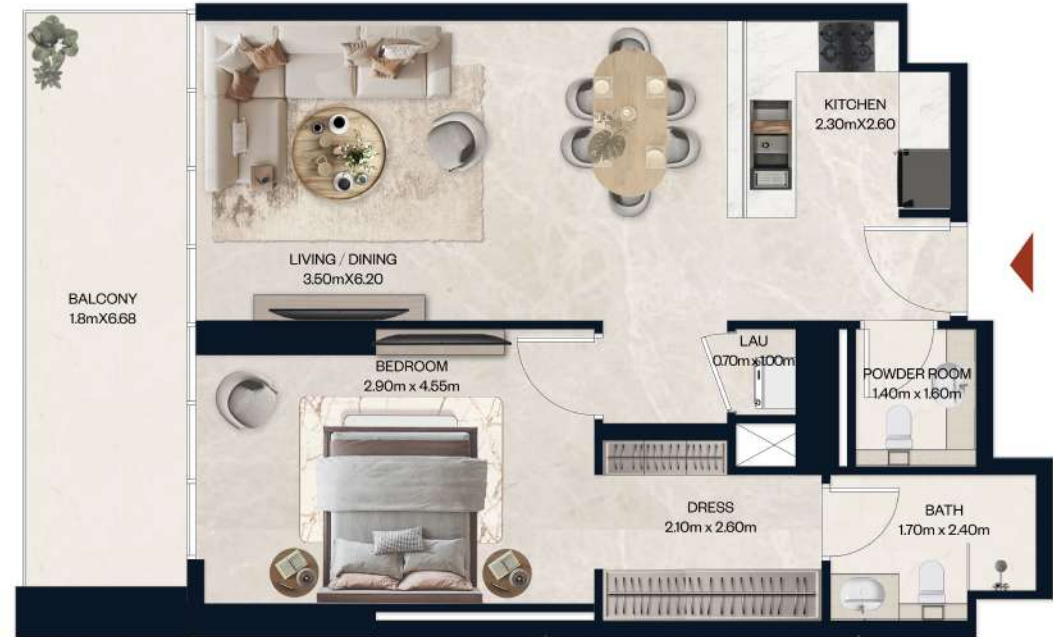 KITCHEN
2.30mX2.60
LIVING / DINING
3.50mX6.20
BALCONY
1.8mX6.68
LAU
0.70m x1.00m
BEDROOM
2.90m x 4.55m
POWDER ROOM
1.40m x 1.60m
DRESS
2.10m x 2.60m
BATH
1.70m x 2.40m